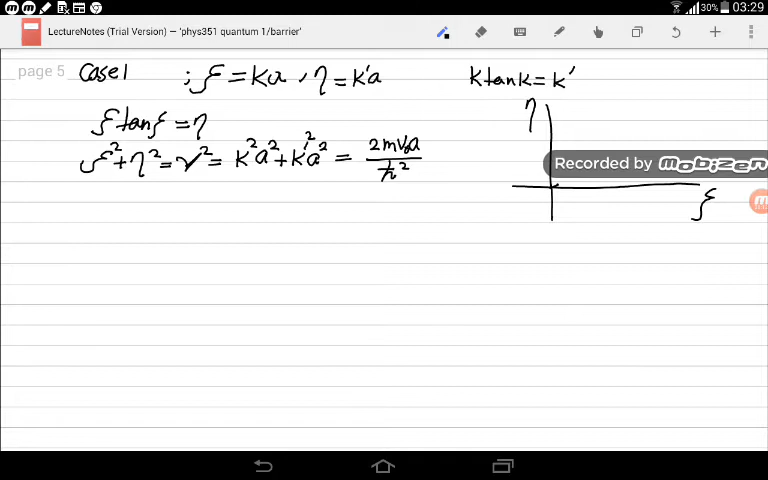 30% 03:29
LectureNotes (Trial Version) — 'phys351 quantum 1/barrier'
page 5 Case1 ; ξ = Ka , η = K'a K tan K = K'
ξ tan ξ = η
η
ξ² + η² = γ² = K²a² + K'²a² = 2mV₀a / ħ²
Recorded by mobizen
ξ